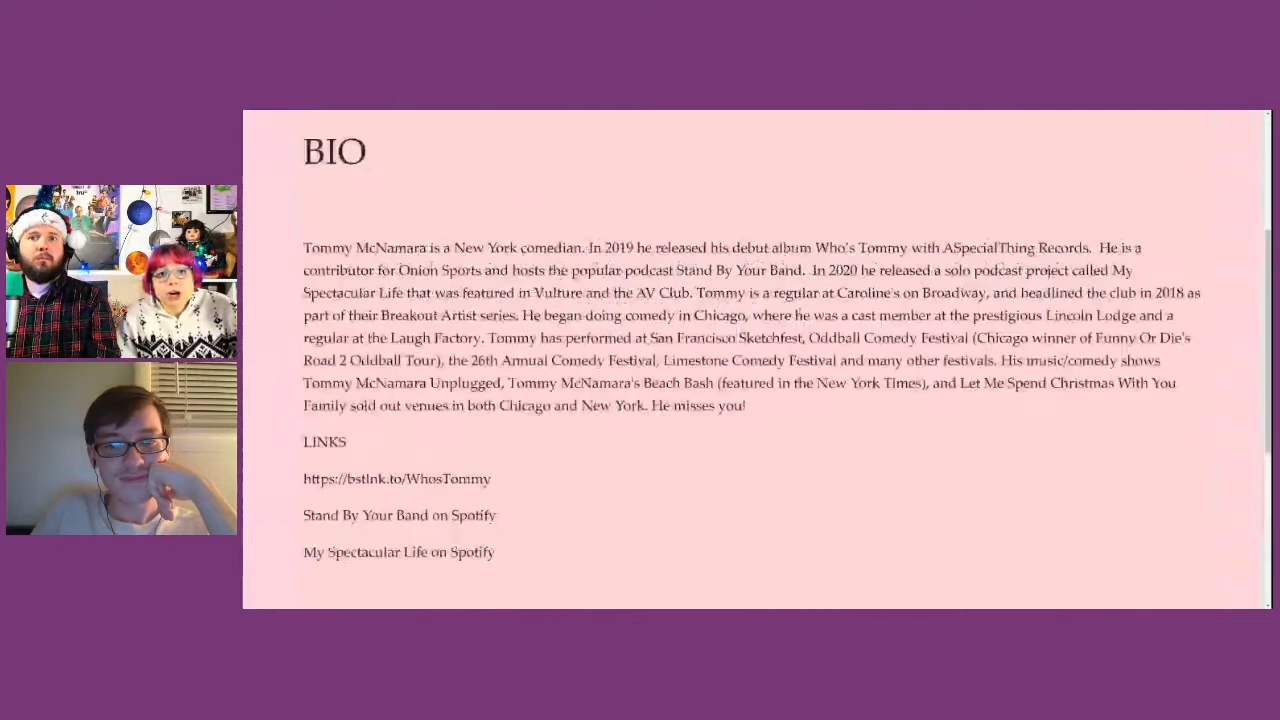 BIO
Tommy McNamara is a New York comedian. In 2019 he released his debut album Who's Tommy with ASpecialThing Records. He is a
contributor for Onion Sports and hosts the popular podcast Stand By Your Band. In 2020 he released a solo podcast project called My
Spectacular Life that was featured in Vulture and the AV Club. Tommy is a regular at Caroline's on Broadway, and headlined the club in 2018 as
part of their Breakout Artist series. He began doing comedy in Chicago, where he was a cast member at the prestigious Lincoln Lodge and a
regular at the Laugh Factory. Tommy has performed at San Francisco Sketchfest, Oddball Comedy Festival (Chicago winner of Funny Or Die's
Road 2 Oddball Tour), the 26th Annual Comedy Festival, Limestone Comedy Festival and many other festivals. His music/comedy shows
Tommy McNamara Unplugged, Tommy McNamara's Beach Bash (featured in the New York Times), and Let Me Spend Christmas With You
Family sold out venues in both Chicago and New York. He misses you!
LINKS
https://bstlnk.to/WhosTommy
Stand By Your Band on Spotify
My Spectacular Life on Spotify